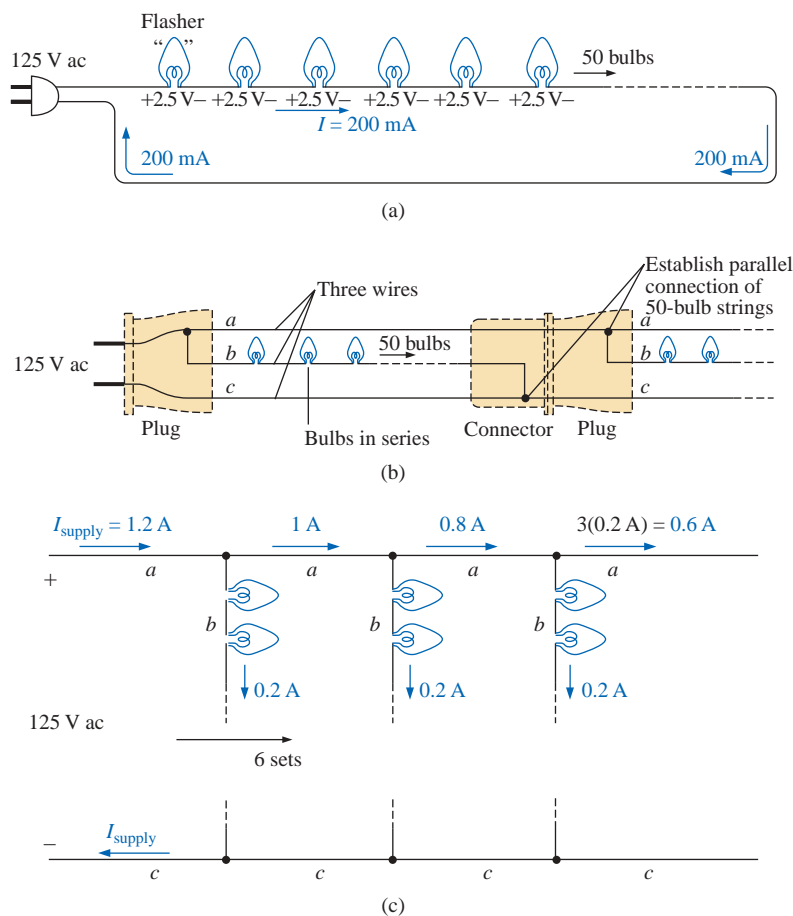 Flasher
“ ”
125 V ac
50 bulbs
+2.5 V– +2.5 V– +2.5 V– +2.5 V– +2.5 V– +2.5 V–
I = 200 mA
200 mA
200 mA
(a)
Establish parallel
connection of
50-bulb strings
Three wires
a
a
50 bulbs
b
b
125 V ac
c
c
Plug
Bulbs in series
Connector
Plug
(b)
Isupply = 1.2 A
1 A
0.8 A
3(0.2 A) = 0.6 A
a
a
a
a
+
b
b
b
0.2 A
0.2 A
0.2 A
125 V ac
6 sets
–
Isupply
c
c
c
c
(c)